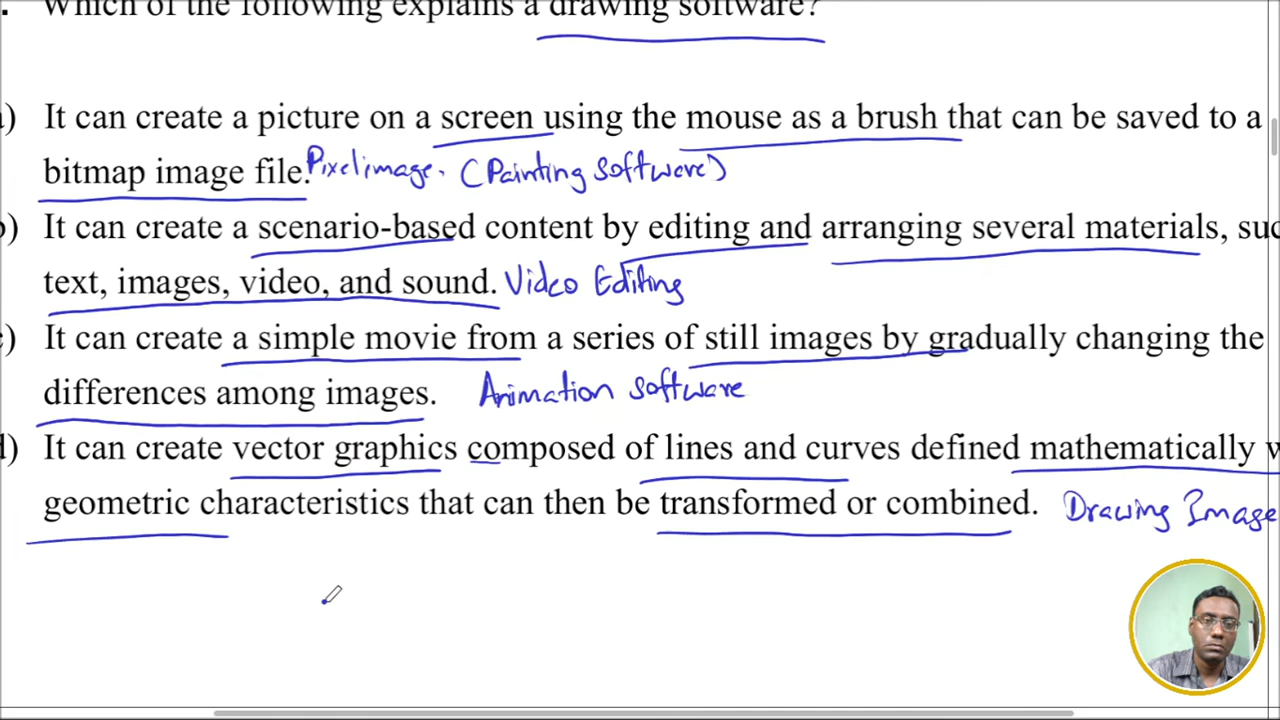 Which of the following explains a drawing software?
a) It can create a picture on a screen using the mouse as a brush that can be saved to a
bitmap image file. Pixel image. (Painting Software)
b) It can create a scenario-based content by editing and arranging several materials, suc
text, images, video, and sound. Video Editing
c) It can create a simple movie from a series of still images by gradually changing the
differences among images. Animation Software
d) It can create vector graphics composed of lines and curves defined mathematically w
geometric characteristics that can then be transformed or combined. Drawing Image